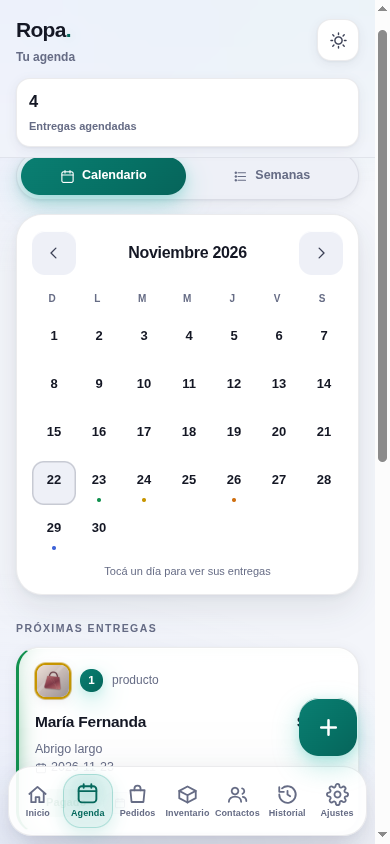 Ropa.
Tu agenda
4
Entregas agendadas
Calendario
Semanas
Noviembre 2026
D L M M J V S
1 2 3 4 5 6 7
8 9 10 11 12 13 14
15 16 17 18 19 20 21
22 23 24 25 26 27 28
29 30
Tocá un día para ver sus entregas
PRÓXIMAS ENTREGAS
1 producto
María Fernanda
Abrigo largo
2026-11-23
Inicio Agenda Pedidos Inventario Contactos Historial Ajustes